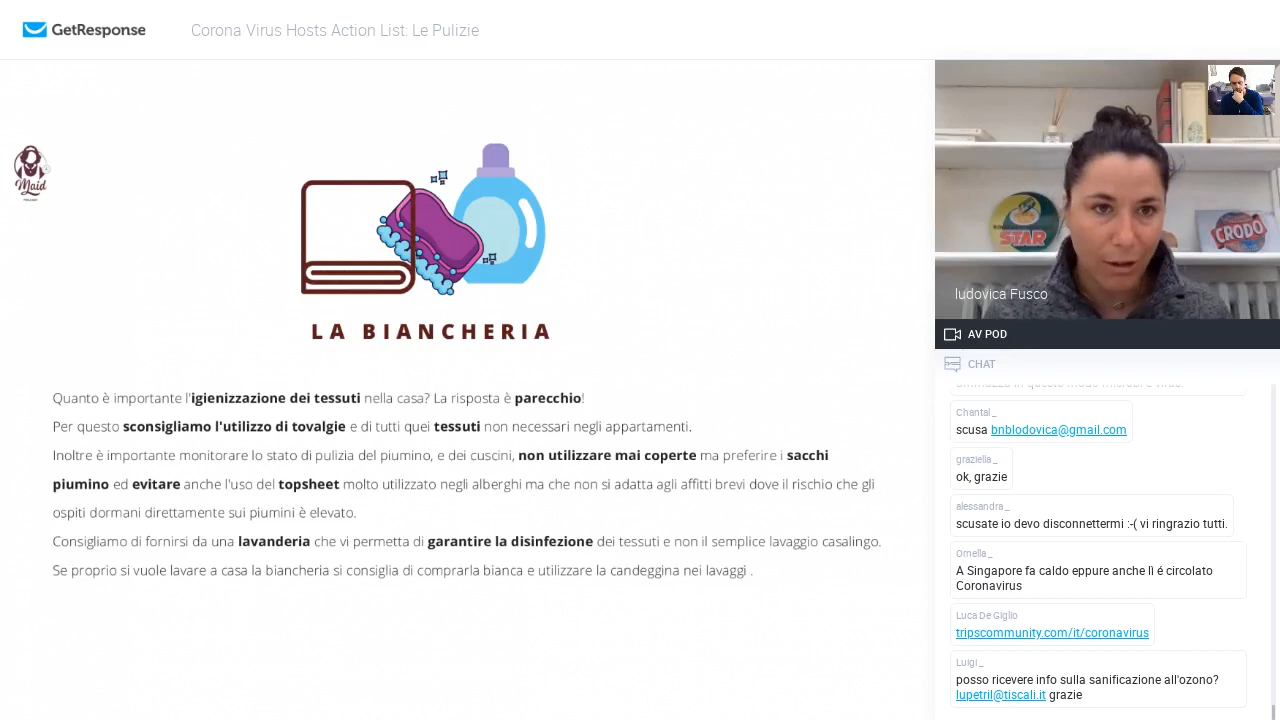 GetResponse
Corona Virus Hosts Action List: Le Pulizie
Maid
LA BIANCHERIA
Quanto è importante l'igienizzazione dei tessuti nella casa? La risposta è parecchio!
Per questo sconsigliamo l'utilizzo di tovalgie e di tutti quei tessuti non necessari negli appartamenti.
Inoltre è importante monitorare lo stato di pulizia del piumino, e dei cuscini, non utilizzare mai coperte ma preferire i sacchi
piumino ed evitare anche l'uso del topsheet molto utilizzato negli alberghi ma che non si adatta agli affitti brevi dove il rischio che gli
ospiti dormani direttamente sui piumini è elevato.
Consigliamo di fornirsi da una lavanderia che vi permetta di garantire la disinfezione dei tessuti e non il semplice lavaggio casalingo.
Se proprio si vuole lavare a casa la biancheria si consiglia di comprarla bianca e utilizzare la candeggina nei lavaggi .
STAR
CRODO
ludovica Fusco
AV POD
CHAT
Chantal _
scusa bnblodovica@gmail.com
graziella _
ok, grazie
alessandra _
scusate io devo disconnettermi :-( vi ringrazio tutti.
Ornella _
A Singapore fa caldo eppure anche lì é circolato
Coronavirus
Luca De Giglio
tripscommunity.com/it/coronavirus
Luigi _
posso ricevere info sulla sanificazione all'ozono?
lupetril@tiscali.it grazie